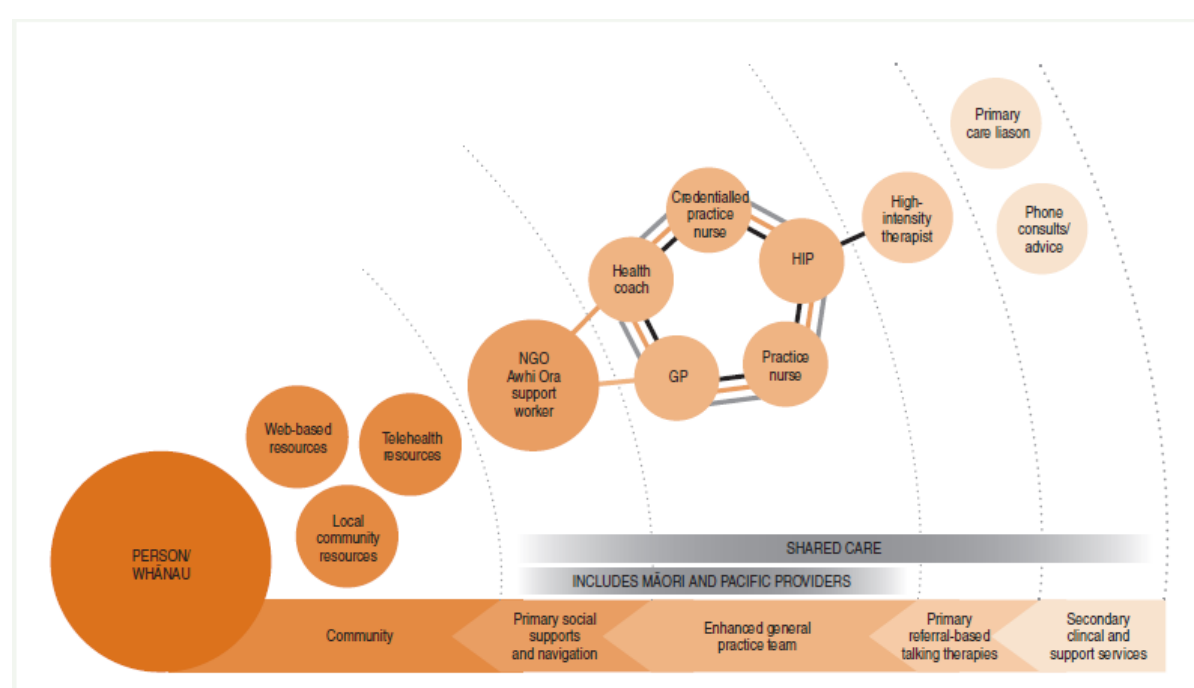 Primary
care liason
Phone
consults/
advice
High-
intensity
therapist
Credentialled
practice
nurse
HIP
Health
coach
Practice
nurse
GP
NGO
Awhi Ora
support
worker
Web-based
resources
Telehealth
resources
Local
community
resources
PERSON/
WHĀNAU
SHARED CARE
INCLUDES MĀORI AND PACIFIC PROVIDERS
Community
Primary social
supports
and navigation
Enhanced general
practice team
Primary
referral-based
talking therapies
Secondary
clincal and
support services